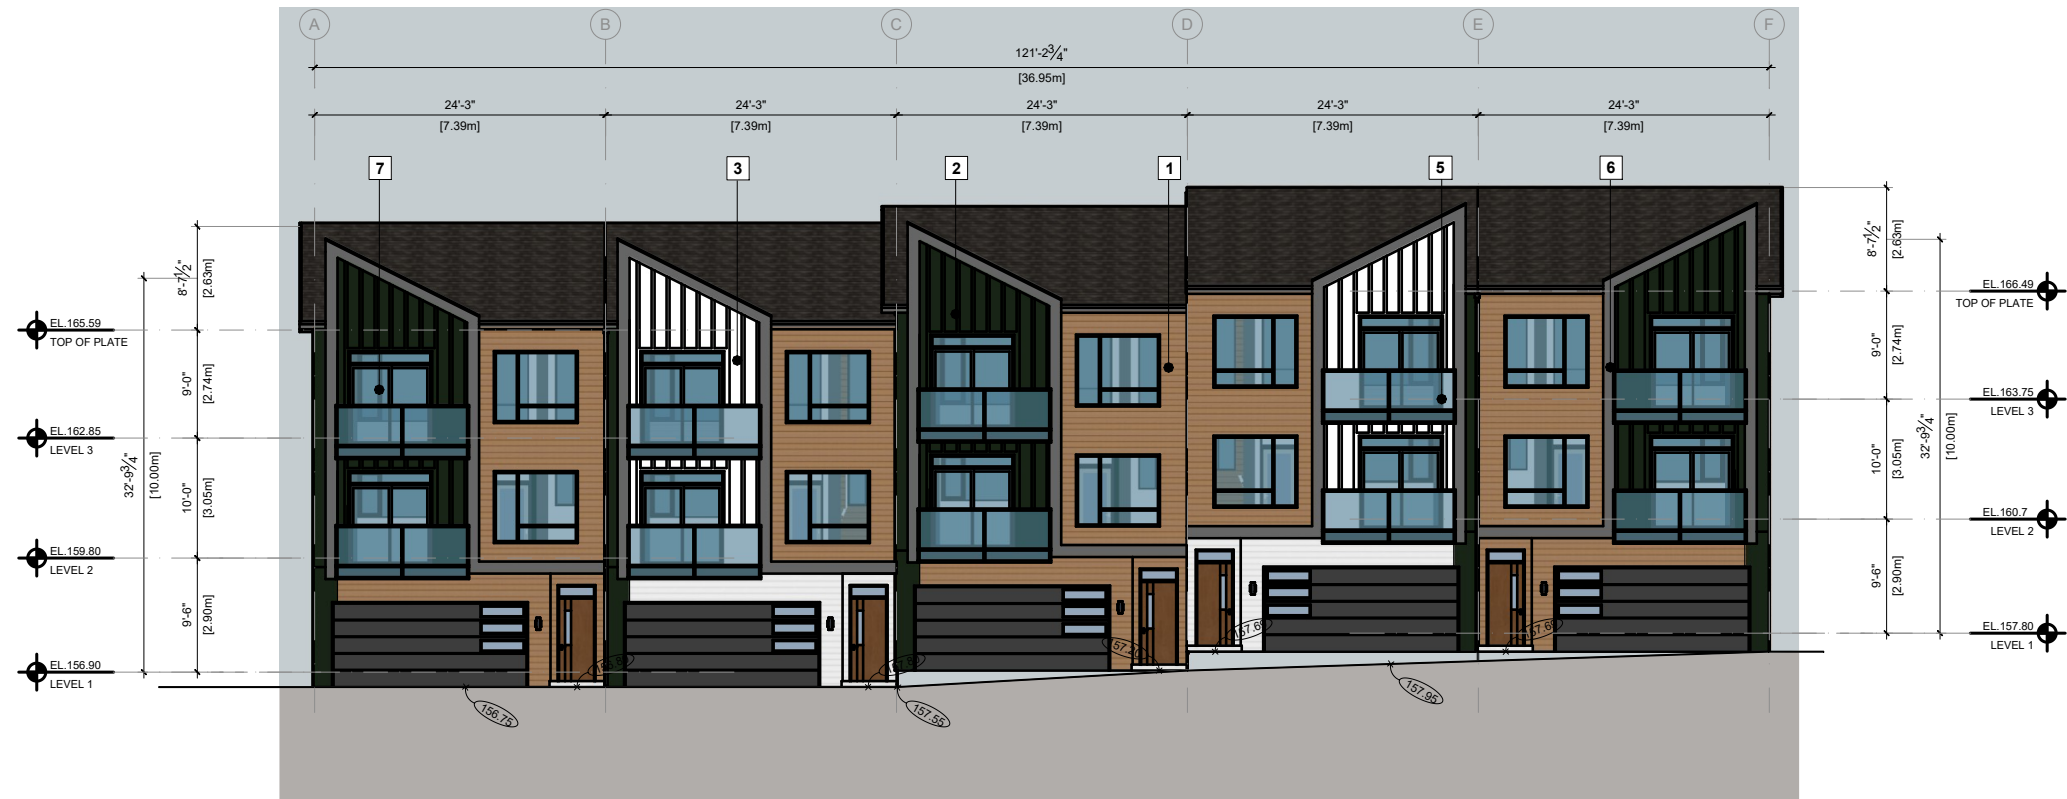 A B C D E F
121'-2¾"
[36.95m]
24'-3" 24'-3" 24'-3" 24'-3" 24'-3"
[7.39m] [7.39m] [7.39m] [7.39m] [7.39m]
7 3 2 1 5 6
8'-7½"
[2.63m]
9'-0"
[2.74m]
10'-0"
[3.05m]
9'-6"
[2.90m]
32'-9¾"
[10.00m]
EL.165.59
TOP OF PLATE
EL.162.85
LEVEL 3
EL.159.80
LEVEL 2
EL.156.90
LEVEL 1
8'-7½"
[2.63m]
9'-0"
[2.74m]
10'-0"
[3.05m]
9'-6"
[2.90m]
32'-9¾"
[10.00m]
EL.166.49
TOP OF PLATE
EL.163.75
LEVEL 3
EL.160.7
LEVEL 2
EL.157.80
LEVEL 1
156.75
157.55
157.95